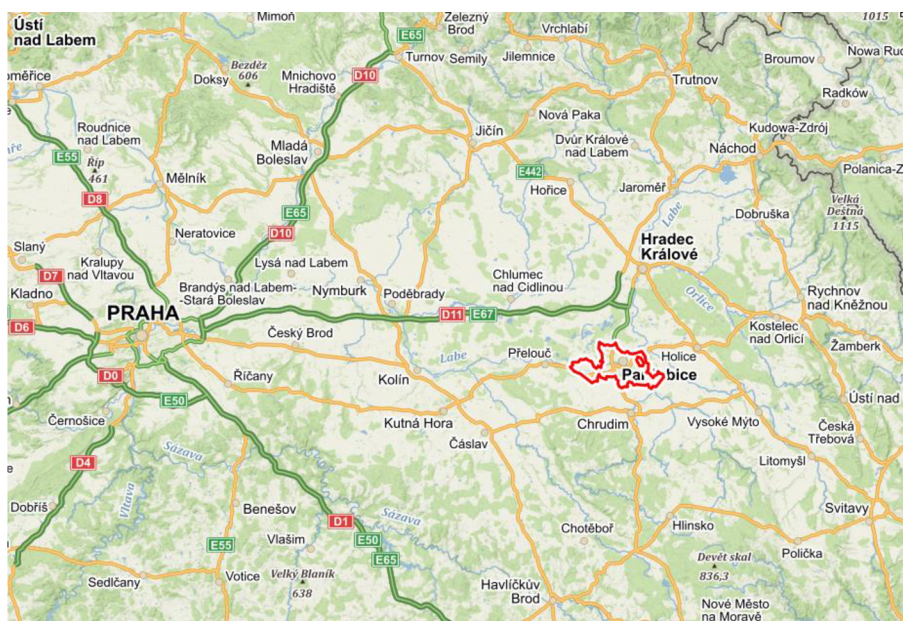 Ústí
nad Labem
Mimoň
Železný
Brod
Vrchlabí
1015
E65
Turnov
Semily
Jilemnice
Broumov
Bezděz
606
Doksy
Mnichovo
Hradiště
D10
Trutnov
Radków
Roudnice
nad Labem
Nová Paka
Kudowa-Zdrój
E55
Říp
461
Mladá
Boleslav
Jičín
Dvůr Králové
nad Labem
Náchod
Mělník
E442
Hořice
Jaroměř
D8
E65
Labe
Dobruška
Velká
Deštná
1115
Slaný
Neratovice
D10
Hradec
Králové
D7
Kralupy
nad Vltavou
Lysá nad Labem
Chlumec
nad Cidlinou
Kladno
Brandýs nad Labem-
-Stará Boleslav
Nymburk
Poděbrady
Orlice
Rychnov
nad Kněžnou
PRAHA
D11
E67
Kostelec
nad Orlicí
D6
Český Brod
Labe
Přelouč
Holice
Žamberk
D0
Říčany
Kolín
E50
Kutná Hora
Chrudim
Vysoké Mýto
Ústí nad
Černošice
Čáslav
Česká
Třebová
D4
Sázava
Litomyšl
Vltava
Dobříš
Benešov
D1
Sázava
Svitavy
E55
Vlašim
E50
E65
Chotěboř
Hlinsko
Polička
Sedlčany
Votice
Velký Blaník
638
Havlíčkův
Brod
Devět skal
836,3
Nové Město
na Moravě